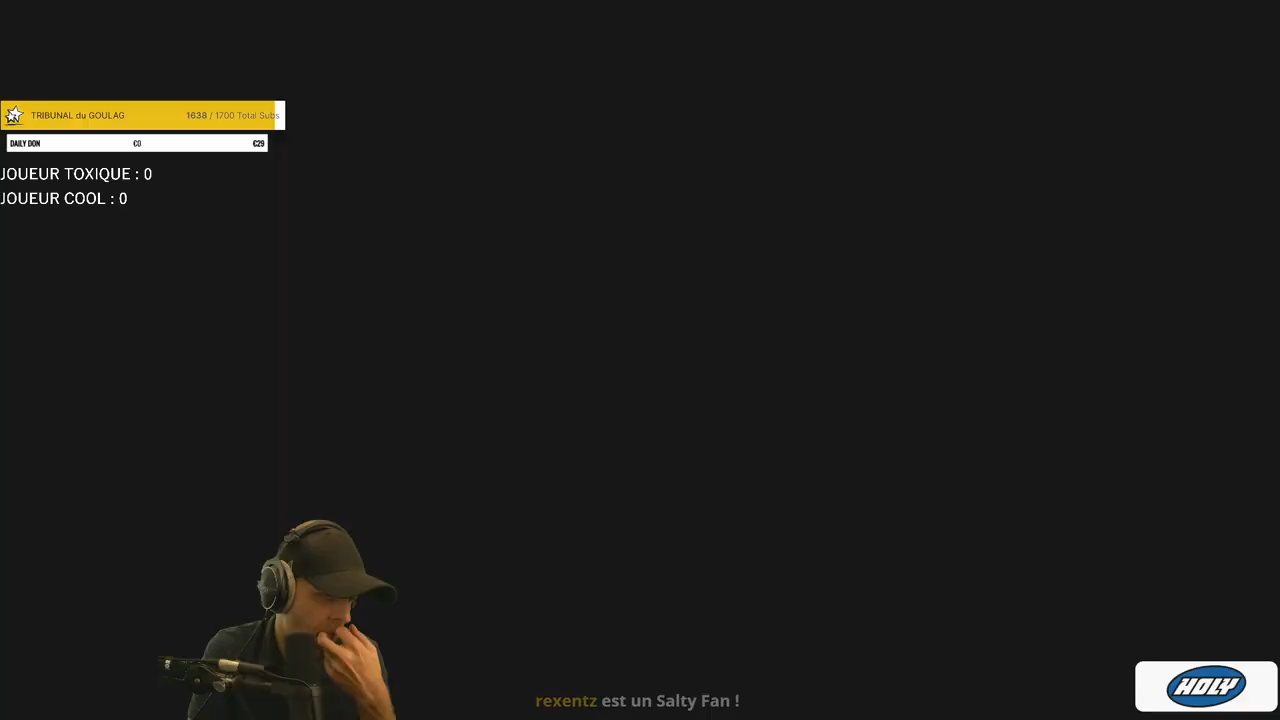 TRIBUNAL du GOULAG 1638 / 1700 Total Subs
DAILY DON €0 €29
JOUEUR TOXIQUE : 0
JOUEUR COOL : 0
rexentz est un Salty Fan !
HOLY